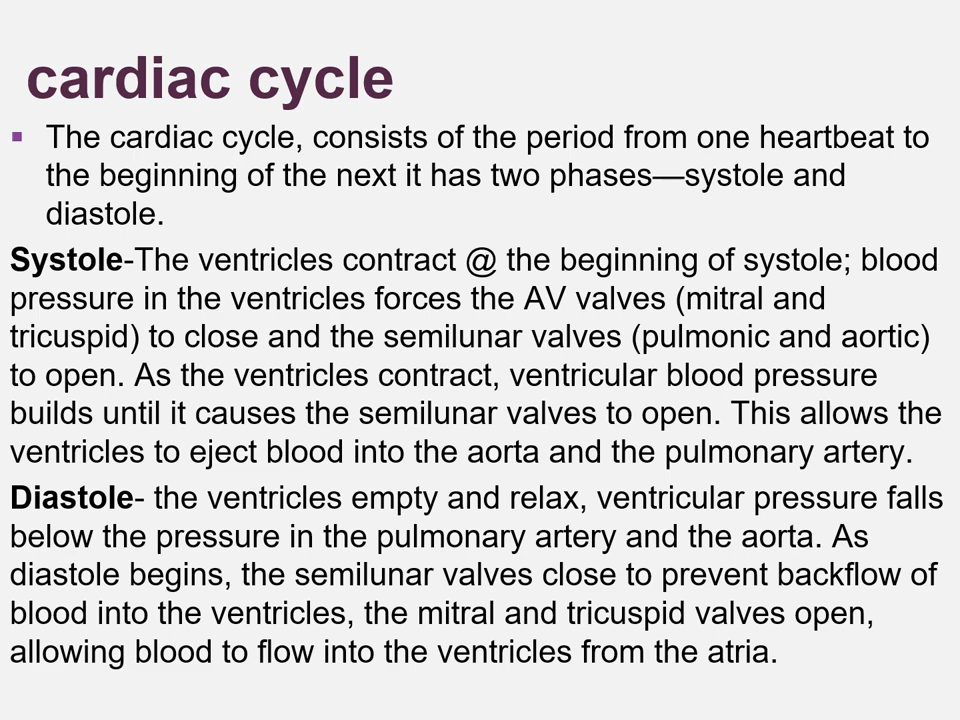 cardiac cycle
▪ The cardiac cycle, consists of the period from one heartbeat to
the beginning of the next it has two phases—systole and
diastole.
Systole-The ventricles contract @ the beginning of systole; blood
pressure in the ventricles forces the AV valves (mitral and
tricuspid) to close and the semilunar valves (pulmonic and aortic)
to open. As the ventricles contract, ventricular blood pressure
builds until it causes the semilunar valves to open. This allows the
ventricles to eject blood into the aorta and the pulmonary artery.
Diastole- the ventricles empty and relax, ventricular pressure falls
below the pressure in the pulmonary artery and the aorta. As
diastole begins, the semilunar valves close to prevent backflow of
blood into the ventricles, the mitral and tricuspid valves open,
allowing blood to flow into the ventricles from the atria.